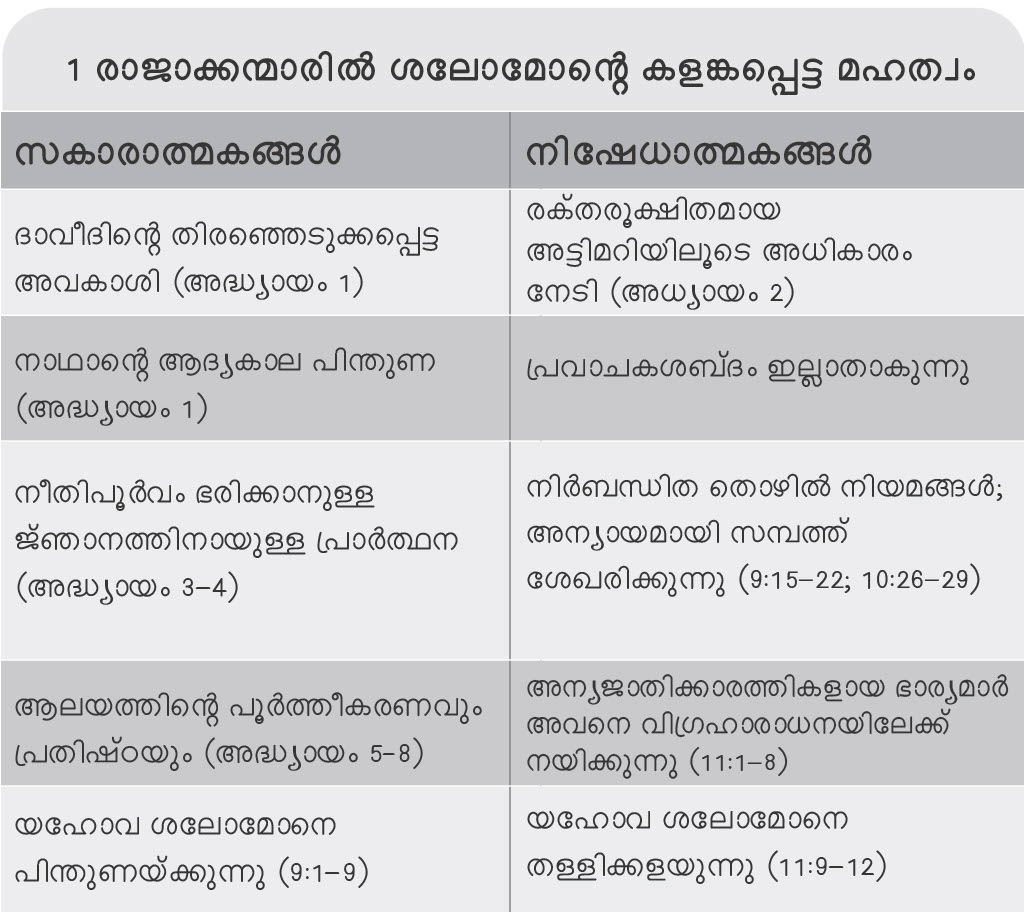 1 രാജാക്കന്മാരിൽ ശലോമോന്റെ കളങ്കപ്പെട്ട മഹത്വം
സകാരാത്മകങ്ങൾ
നിഷേധാത്മകങ്ങൾ
ദാവീദിന്റെ തിരഞ്ഞെടുക്കപ്പെട്ട
അവകാശി (അദ്ധ്യായം 1)
രക്തരൂക്ഷിതമായ
അട്ടിമറിയിലൂടെ അധികാരം
നേടി (അധ്യായം 2)
നാഥാന്റെ ആദ്യകാല പിന്തുണ
(അദ്ധ്യായം 1)
പ്രവാചകശബ്ദം ഇല്ലാതാകുന്നു
നീതിപൂർവം ഭരിക്കാനുള്ള
ജ്ഞാനത്തിനായുള്ള പ്രാർത്ഥന
(അദ്ധ്യായം 3–4)
നിർബന്ധിത തൊഴിൽ നിയമങ്ങൾ;
അന്യായമായി സമ്പത്ത്
ശേഖരിക്കുന്നു (9:15–22; 10:26–29)
ആലയത്തിന്റെ പൂർത്തീകരണവും
പ്രതിഷ്ഠയും (അദ്ധ്യായം 5–8)
അന്യജാതിക്കാരത്തികളായ ഭാര്യമാർ
അവനെ വിഗ്രഹാരാധനയിലേക്ക്
നയിക്കുന്നു (11:1–8)
യഹോവ ശലോമോനെ
പിന്തുണയ്ക്കുന്നു (9:1–9)
യഹോവ ശലോമോനെ
തള്ളിക്കളയുന്നു (11:9–12)